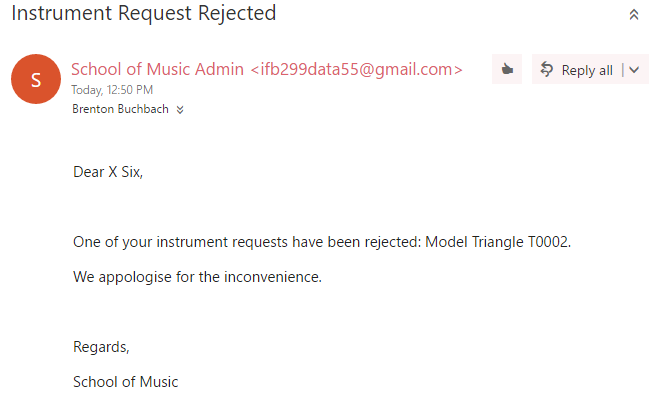 Instrument Request Rejected
S
School of Music Admin <ifb299data55@gmail.com>
Reply all
Today, 12:50 PM
Brenton Buchbach
Dear X Six,
One of your instrument requests have been rejected: Model Triangle T0002.
We appologise for the inconvenience.
Regards,
School of Music